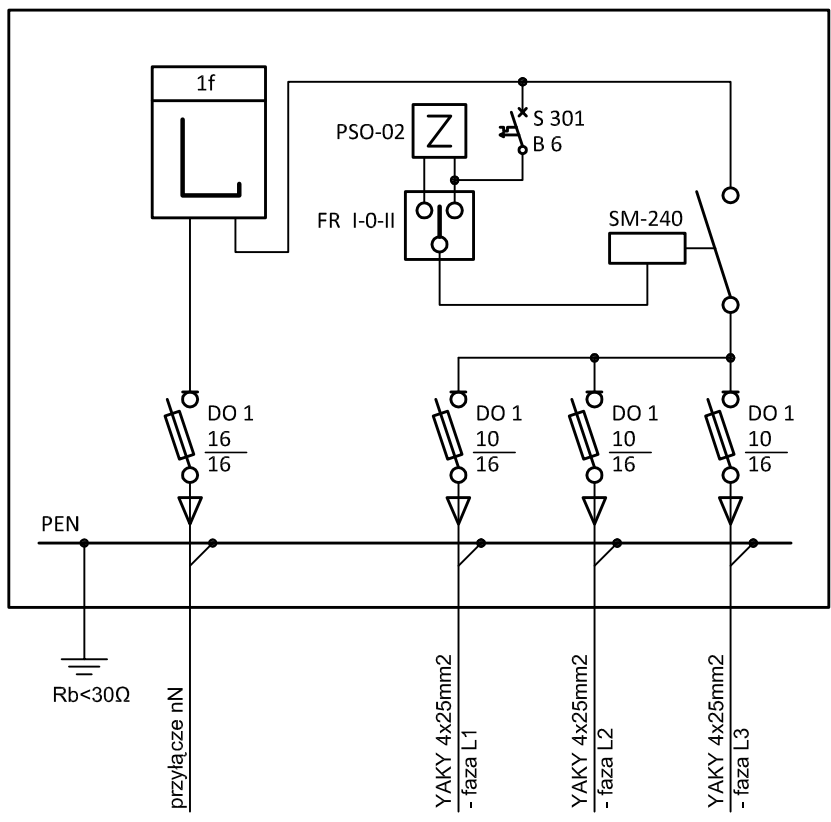 1f
S 301
B 6
PSO-02
Z
FR I-0-II
SM-240
DO 1
16
16
DO 1
10
16
DO 1
10
16
DO 1
10
16
PEN
Rb<30Ω
przyłącze nN
YAKY 4x25mm2
- faza L1
YAKY 4x25mm2
- faza L2
YAKY 4x25mm2
- faza L3